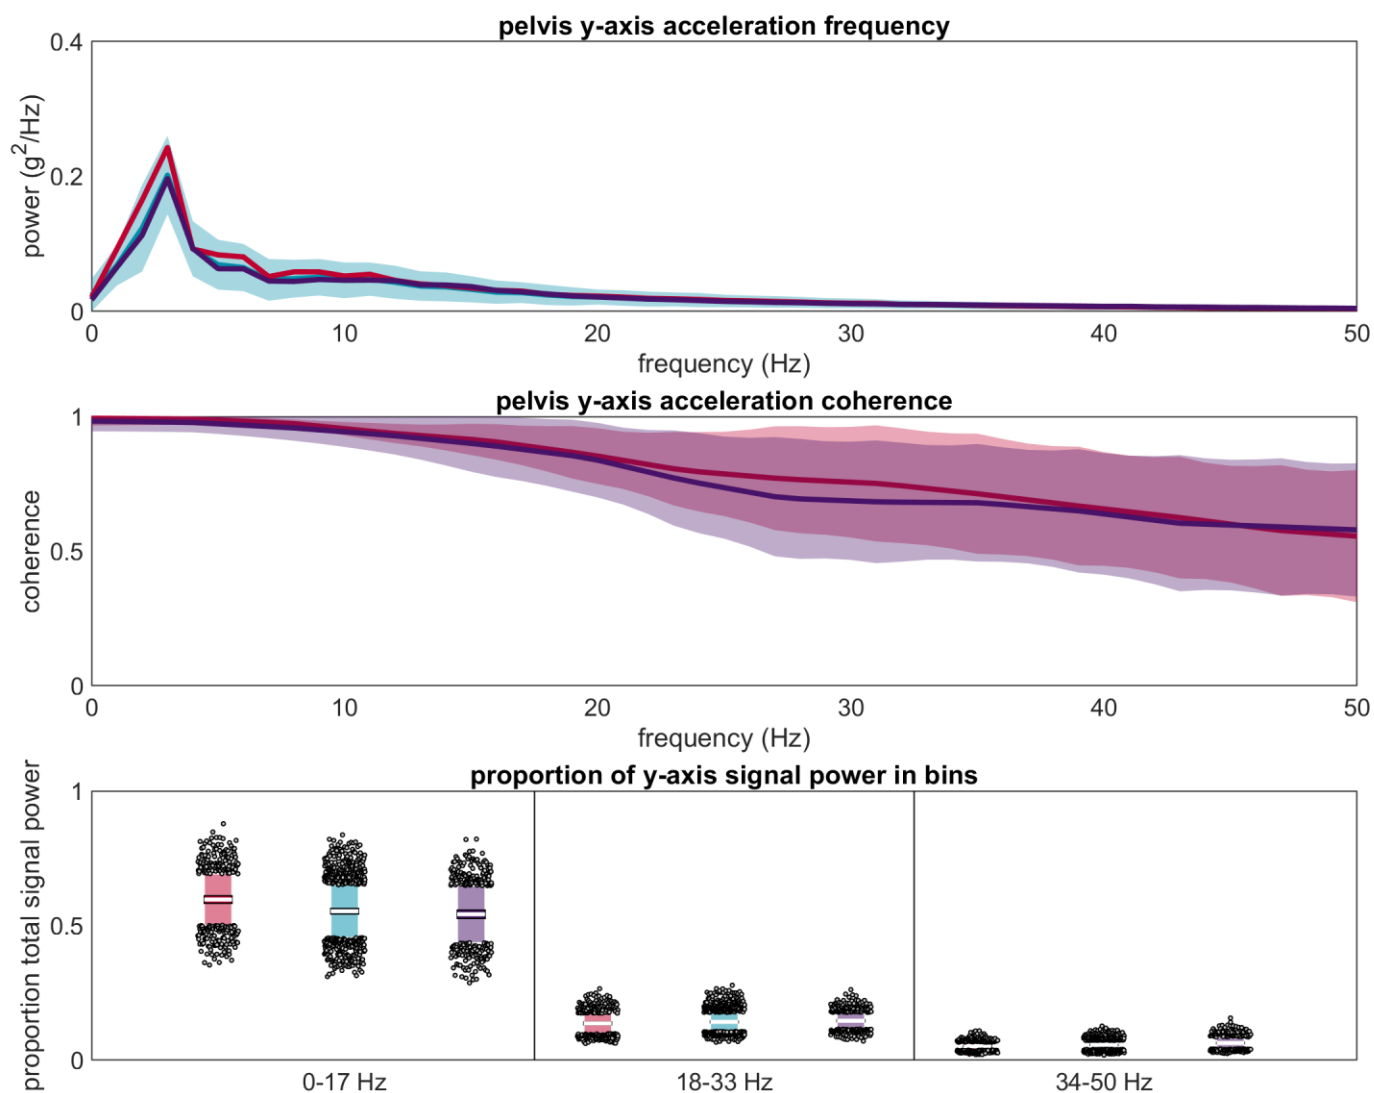 pelvis y-axis acceleration frequency
power (g²/Hz)
0.4
0.2
0
0 10 20 30 40 50
frequency (Hz)
pelvis y-axis acceleration coherence
coherence
1
0.5
0
0 10 20 30 40 50
frequency (Hz)
proportion of y-axis signal power in bins
proportion total signal power
1
0.5
0
0-17 Hz 18-33 Hz 34-50 Hz